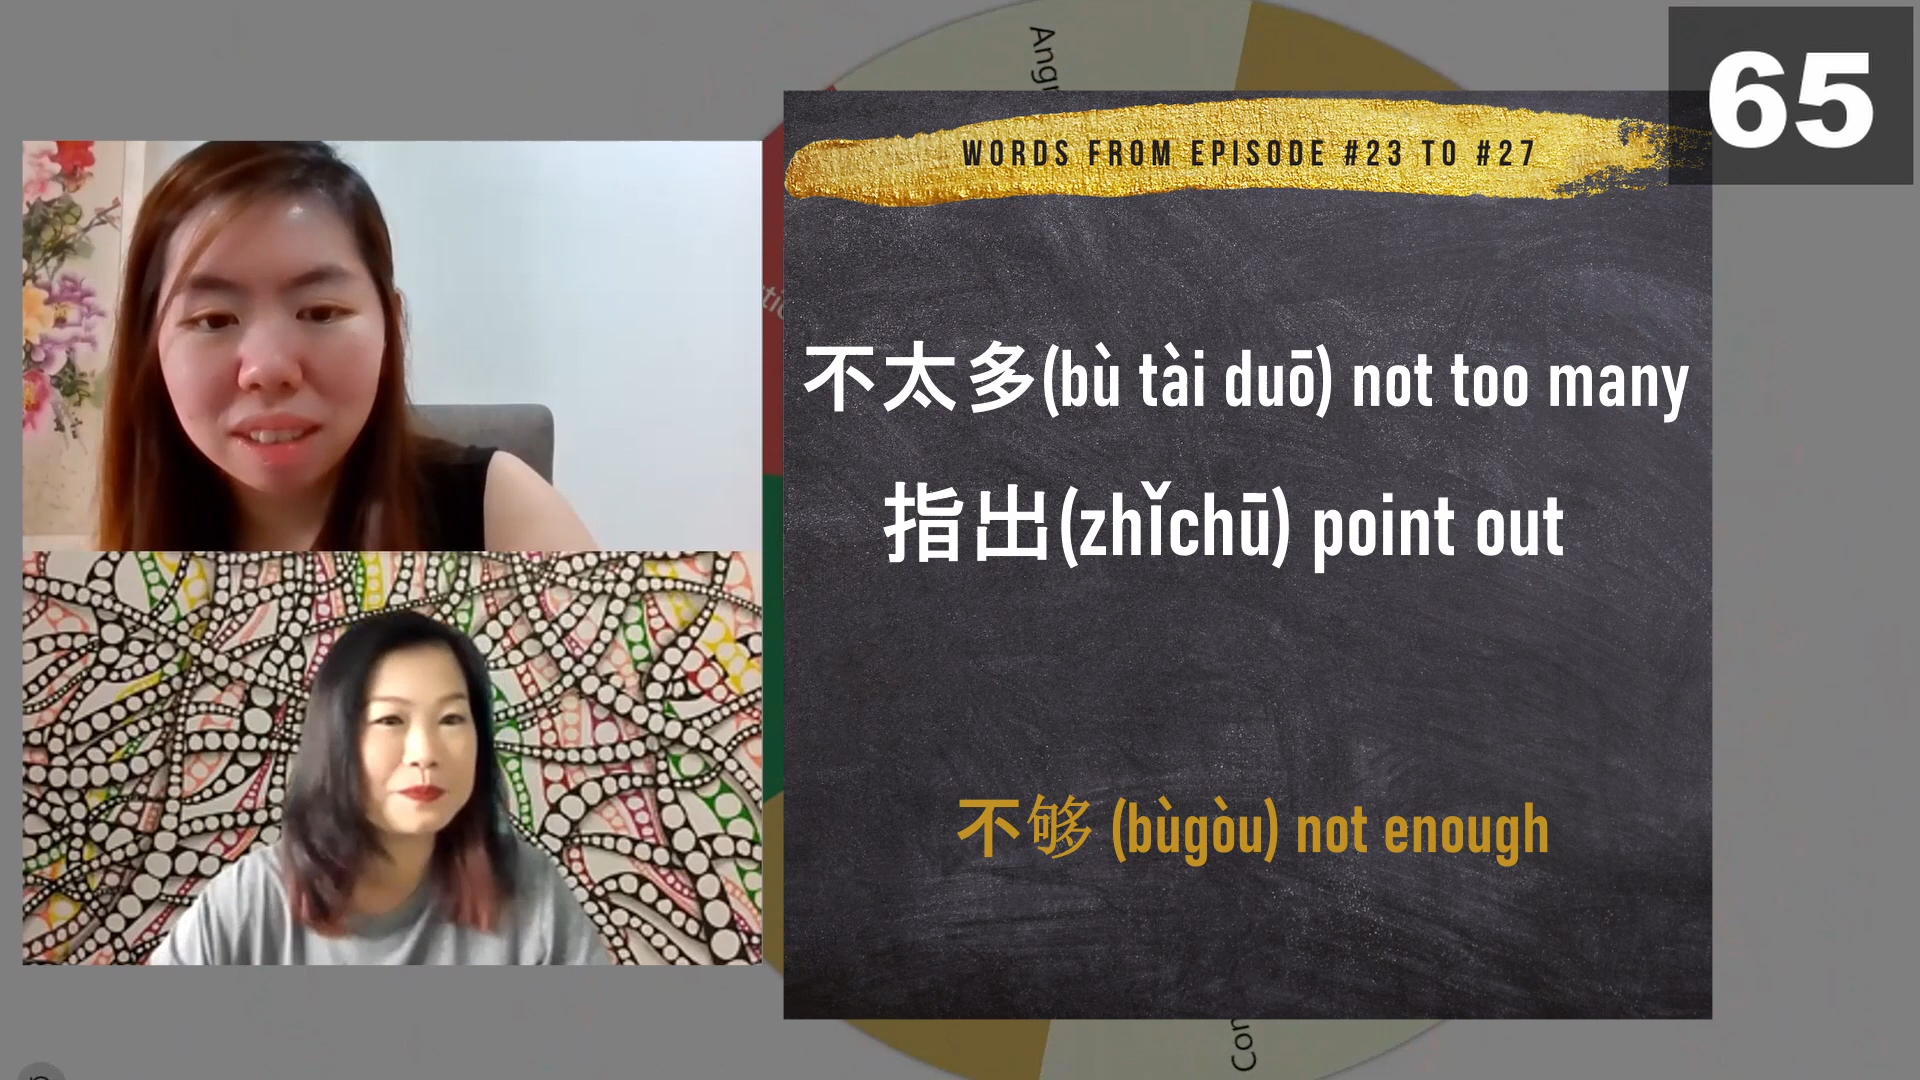 Ang
65
WORDS FROM EPISODE #23 TO #27
不太多(bù tài duō) not too many
指出(zhǐchū) point out
不够 (bùgòu) not enough